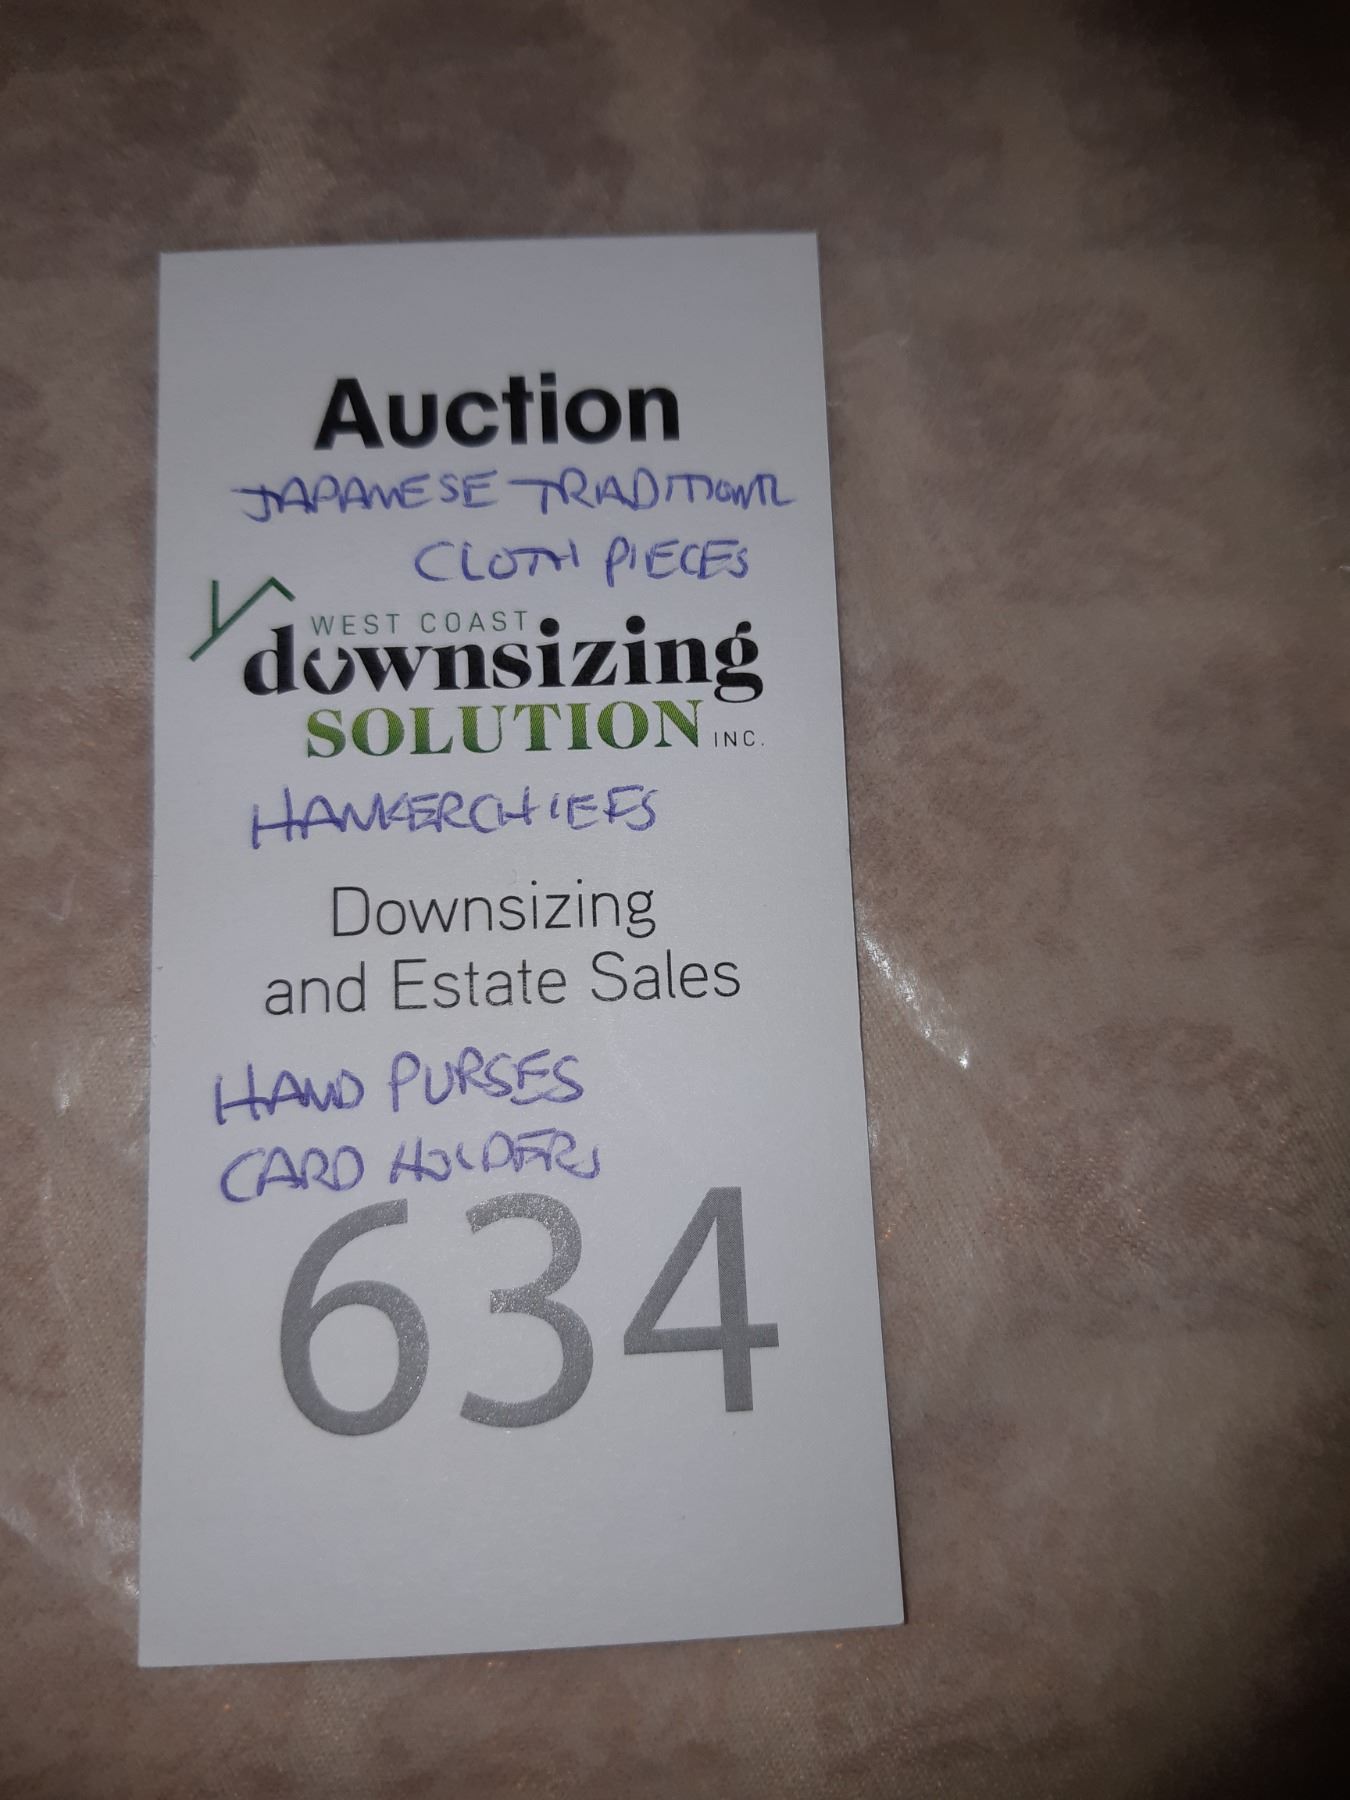 Auction
JAPANESE TRADITIONAL
CLOTH PIECES
WEST COAST
downsizing
SOLUTION INC.
HANKERCHIEFS
Downsizing
and Estate Sales
HAND PURSES
CARD HOLDERS
634